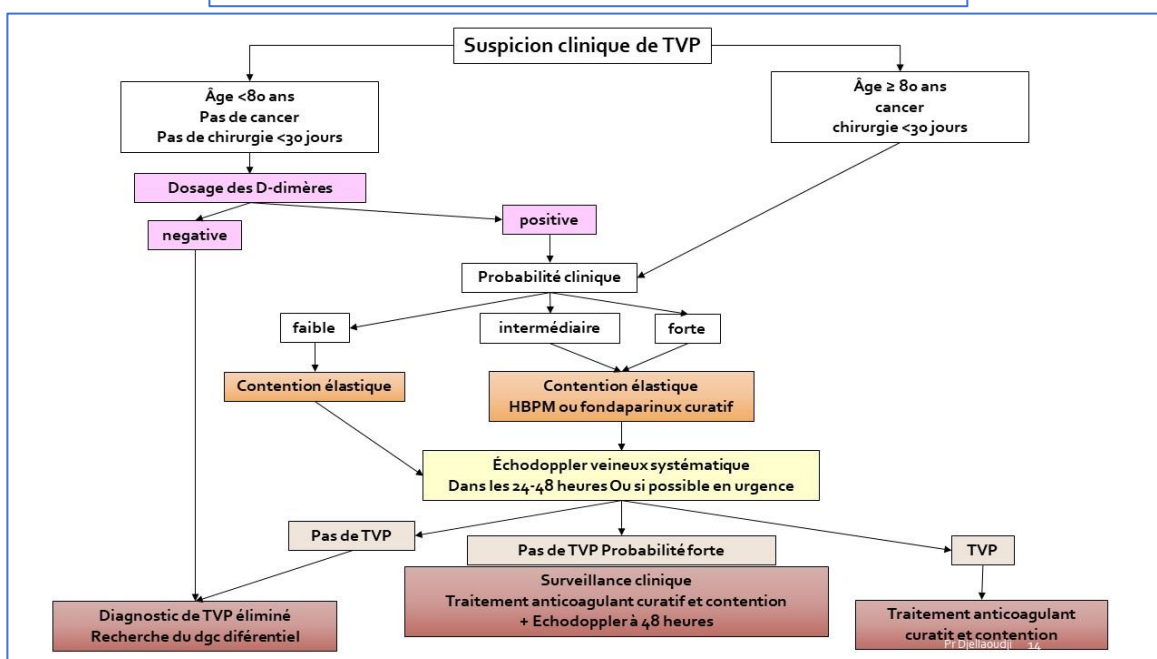 Suspicion clinique de TVP
Âge <80 ans
Pas de cancer
Pas de chirurgie <30 jours
Âge ≥ 80 ans
cancer
chirurgie <30 jours
Dosage des D-dimères
negative
positive
Probabilité clinique
faible
intermédiaire
forte
Contention élastique
Contention élastique
HBPM ou fondaparinux curatif
Échodoppler veineux systématique
Dans les 24-48 heures Ou si possible en urgence
Pas de TVP
Pas de TVP Probabilité forte
TVP
Surveillance clinique
Traitement anticoagulant curatif et contention
+ Echodoppler à 48 heures
Diagnostic de TVP éliminé
Recherche du dgc diférentiel
Traitement anticoagulant
curatit et contention
Pr Djellaoudji 14